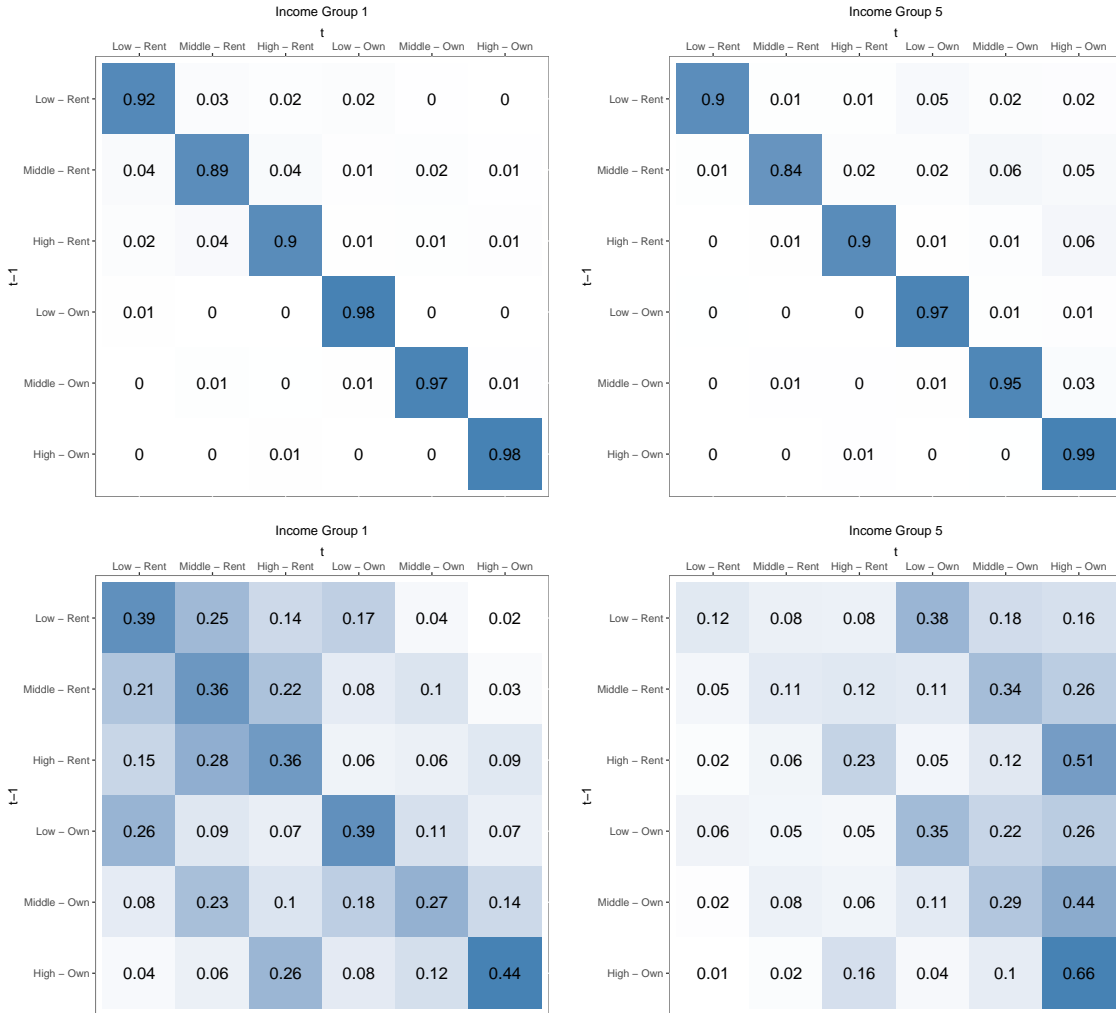 Income Group 1
t
Low − Rent Middle − Rent High − Rent Low − Own Middle − Own High − Own
Low − Rent 0.92 0.03 0.02 0.02 0 0
Middle − Rent 0.04 0.89 0.04 0.01 0.02 0.01
High − Rent 0.02 0.04 0.9 0.01 0.01 0.01
t−1
Low − Own 0.01 0 0 0.98 0 0
Middle − Own 0 0.01 0 0.01 0.97 0.01
High − Own 0 0 0.01 0 0 0.98
Income Group 5
t
Low − Rent Middle − Rent High − Rent Low − Own Middle − Own High − Own
Low − Rent 0.9 0.01 0.01 0.05 0.02 0.02
Middle − Rent 0.01 0.84 0.02 0.02 0.06 0.05
High − Rent 0 0.01 0.9 0.01 0.01 0.06
t−1
Low − Own 0 0 0 0.97 0.01 0.01
Middle − Own 0 0.01 0 0.01 0.95 0.03
High − Own 0 0 0.01 0 0 0.99
Income Group 1
t
Low − Rent Middle − Rent High − Rent Low − Own Middle − Own High − Own
Low − Rent 0.39 0.25 0.14 0.17 0.04 0.02
Middle − Rent 0.21 0.36 0.22 0.08 0.1 0.03
High − Rent 0.15 0.28 0.36 0.06 0.06 0.09
t−1
Low − Own 0.26 0.09 0.07 0.39 0.11 0.07
Middle − Own 0.08 0.23 0.1 0.18 0.27 0.14
High − Own 0.04 0.06 0.26 0.08 0.12 0.44
Income Group 5
t
Low − Rent Middle − Rent High − Rent Low − Own Middle − Own High − Own
Low − Rent 0.12 0.08 0.08 0.38 0.18 0.16
Middle − Rent 0.05 0.11 0.12 0.11 0.34 0.26
High − Rent 0.02 0.06 0.23 0.05 0.12 0.51
t−1
Low − Own 0.06 0.05 0.05 0.35 0.22 0.26
Middle − Own 0.02 0.08 0.06 0.11 0.29 0.44
High − Own 0.01 0.02 0.16 0.04 0.1 0.66